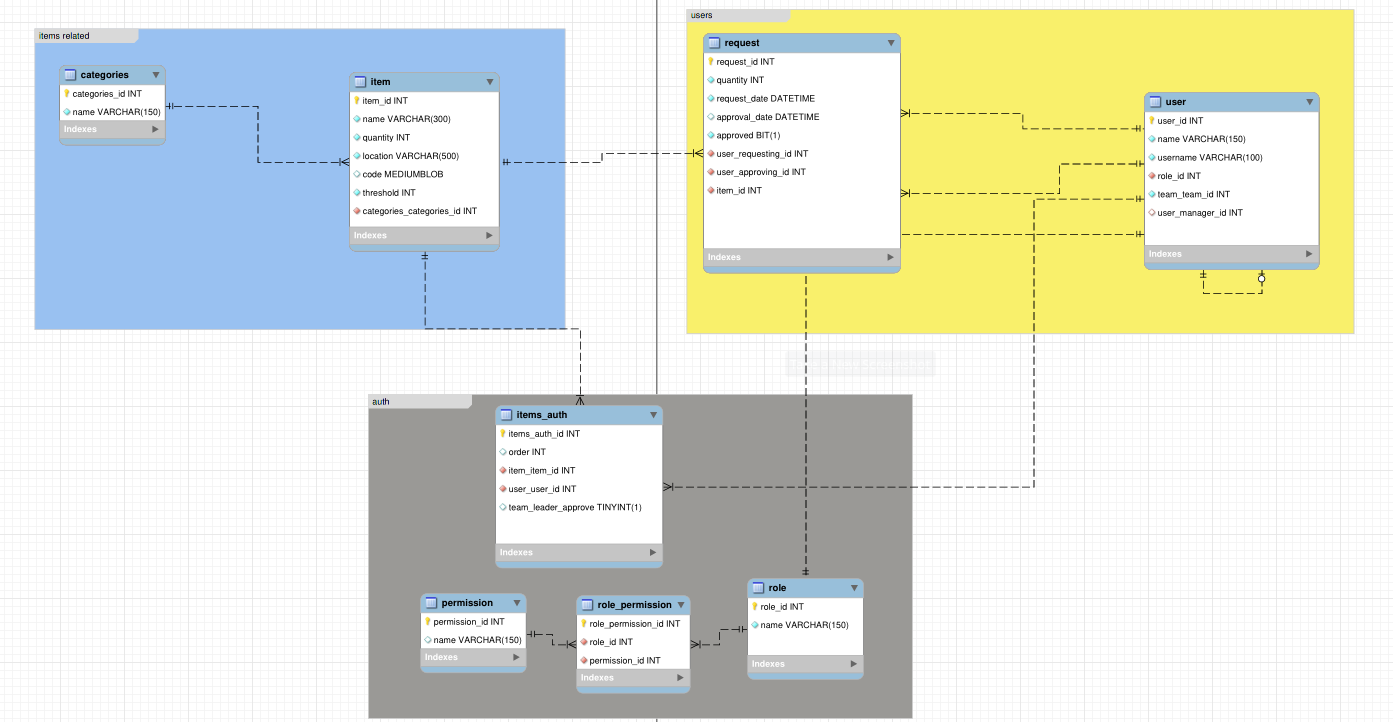 items related
categories
categories_id INT
name VARCHAR(150)
Indexes
item
item_id INT
name VARCHAR(300)
quantity INT
location VARCHAR(500)
code MEDIUMBLOB
threshold INT
categories_categories_id INT
Indexes
users
request
request_id INT
quantity INT
request_date DATETIME
approval_date DATETIME
approved BIT(1)
user_requesting_id INT
user_approving_id INT
item_id INT
Indexes
user
user_id INT
name VARCHAR(150)
username VARCHAR(100)
role_id INT
team_team_id INT
user_manager_id INT
Indexes
auth
items_auth
items_auth_id INT
order INT
item_item_id INT
user_user_id INT
team_leader_approve TINYINT(1)
Indexes
permission
permission_id INT
name VARCHAR(150)
Indexes
role_permission
role_permission_id INT
role_id INT
permission_id INT
Indexes
role
role_id INT
name VARCHAR(150)
Indexes